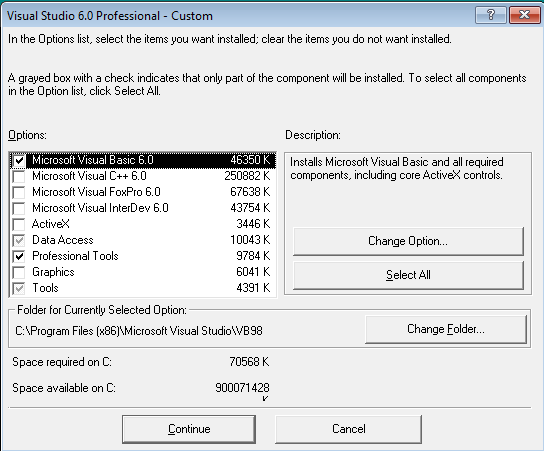 Visual Studio 6.0 Professional - Custom
In the Options list, select the items you want installed; clear the items you do not want installed.
A grayed box with a check indicates that only part of the component will be installed. To select all components
in the Option list, click Select All.
Options:
Description:
Microsoft Visual Basic 6.0 46350 K
Microsoft Visual C++ 6.0 250882 K
Microsoft Visual FoxPro 6.0 67638 K
Microsoft Visual InterDev 6.0 43754 K
ActiveX 3446 K
Data Access 10043 K
Professional Tools 9784 K
Graphics 6041 K
Tools 4391 K
Installs Microsoft Visual Basic and all required
components, including core ActiveX controls.
Change Option...
Select All
Folder for Currently Selected Option:
C:\Program Files (x86)\Microsoft Visual Studio\VB98
Change Folder...
Space required on C: 70568 K
Space available on C: 900071428
Continue
Cancel